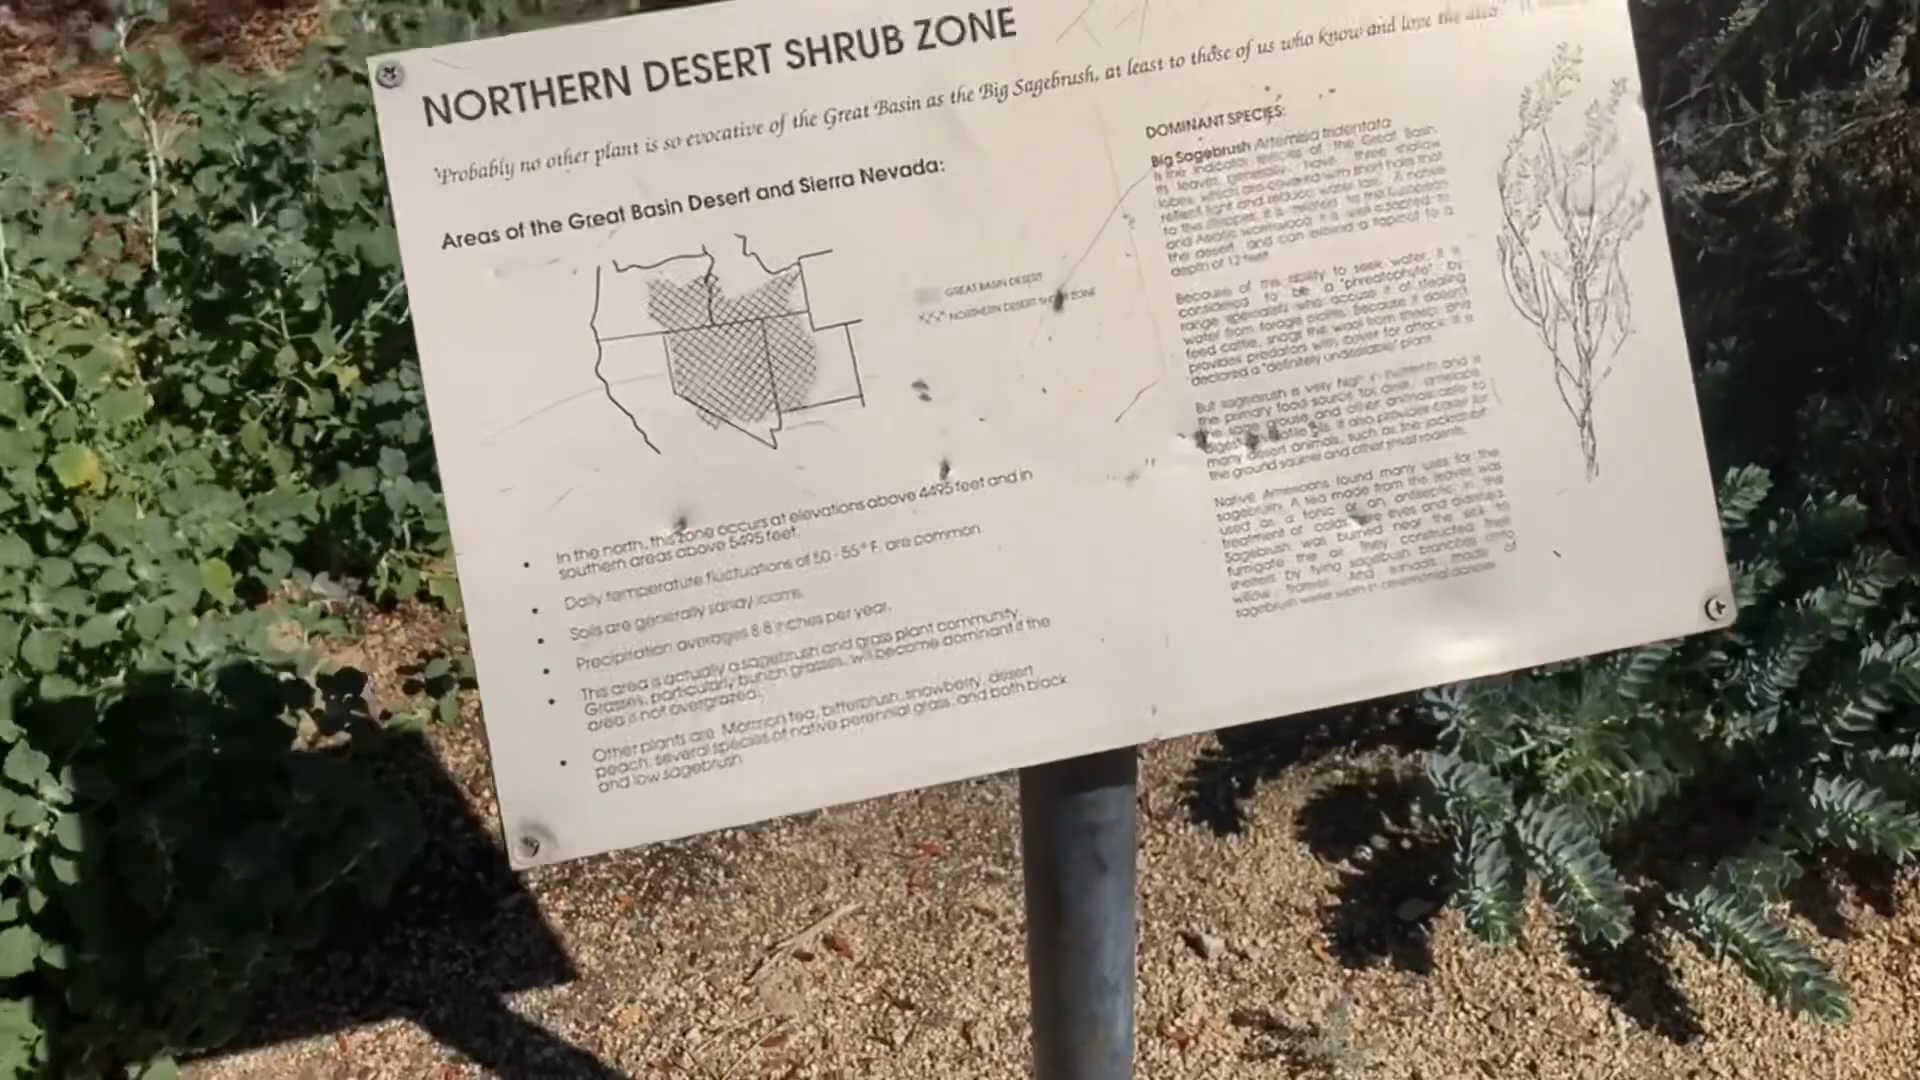 NORTHERN DESERT SHRUB ZONE
"Probably no other plant is so evocative of the Great Basin as the Big Sagebrush, at least to those of us who know and love the
Areas of the Great Basin Desert and Sierra Nevada:
GREAT BASIN DESERT
NORTHERN DESERT SHRUB ZONE
• In the north, this zone occurs at elevations above 4495 feet and in
southern areas above 5495 feet.
• Daily temperature fluctuations of 50 - 55° F. are common.
• Soils are generally sandy loams.
• Precipitation averages 8-8 inches per year.
• This area is actually a sagebrush and grass plant community.
Grasses, particularly bunch grasses, will become dominant if the
area is not overgrazed.
• Other plants are Mormon tea, bitterbrush, snowberry, desert
peach, several species of native perennial grass, and both black
and low sagebrush
DOMINANT SPECIES:
Big Sagebrush Artemisia tridentata
is the indicator species of the Great Basin.
Its leaves generally have three shallow
lobes, which are covered with short hairs that
reflect light and reduce water loss. A native
to the it is related to the European
and Asiatic wormwood. It is well adapted to
the desert, and can extend a taproot to a
depth of 12 feet.
Because of this ability to seek water, it is
considered to be a "phreatophyte" by
range specialists who accuse it of stealing
water from forage plants. Because it doesn't
feed cattle, snags the wool from sheep, and
provides predators with cover for attack, it is
declared a "definitely undesirable" plant.
But sagebrush is very high in nutrients and is
the primary food source for deer, antelope,
the sage grouse and other animals able to
digest its oils. It also provides cover for
many desert animals, such as the jackrabbit,
the ground squirrel and other small rodents.
Native Americans found many uses for the
sagebrush. A tea made from the leaves was
used as a tonic or an antiseptic in the
treatment of colds, eyes and diarrhea.
Sagebrush was burned near the sick to
fumigate the air. They constructed their
shelters by tying sagebrush branches onto
willow frames. And made of
sagebrush were worn in ceremonial dances.